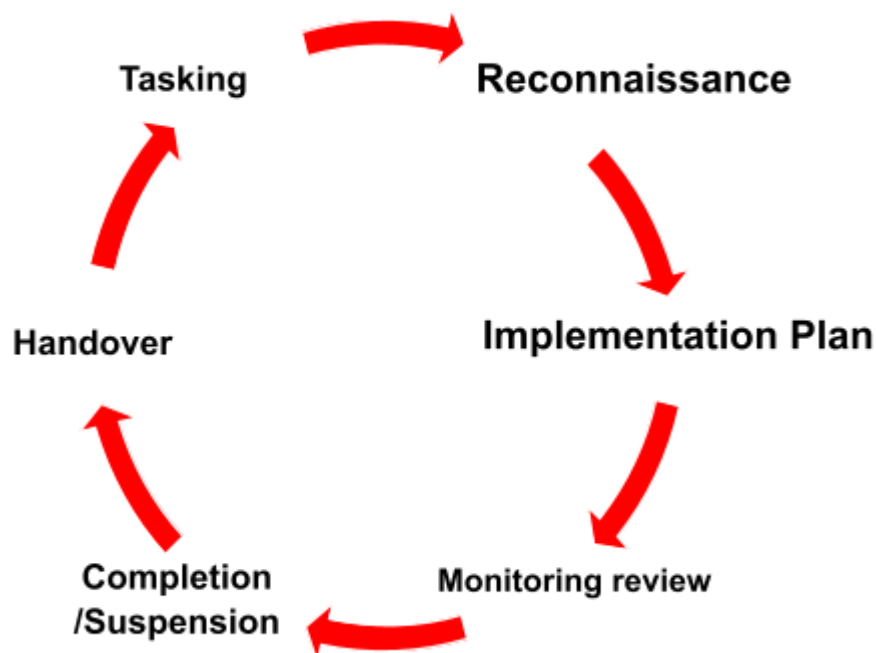 Tasking
Reconnaissance
Implementation Plan
Monitoring review
Completion
/Suspension
Handover